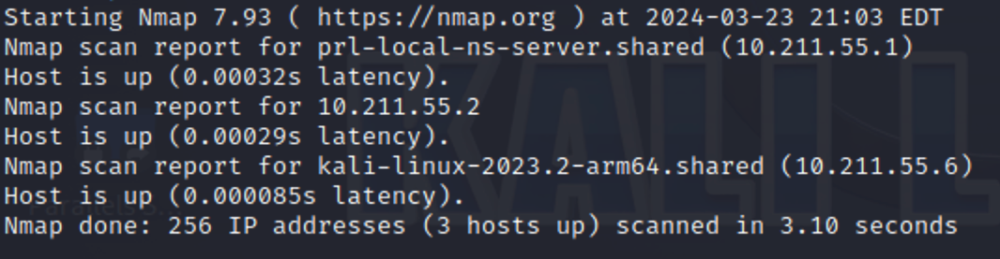 Starting Nmap 7.93 ( https://nmap.org ) at 2024-03-23 21:03 EDT
Nmap scan report for prl-local-ns-server.shared (10.211.55.1)
Host is up (0.00032s latency).
Nmap scan report for 10.211.55.2
Host is up (0.00029s latency).
Nmap scan report for kali-linux-2023.2-arm64.shared (10.211.55.6)
Host is up (0.000085s latency).
Nmap done: 256 IP addresses (3 hosts up) scanned in 3.10 seconds
KALI L